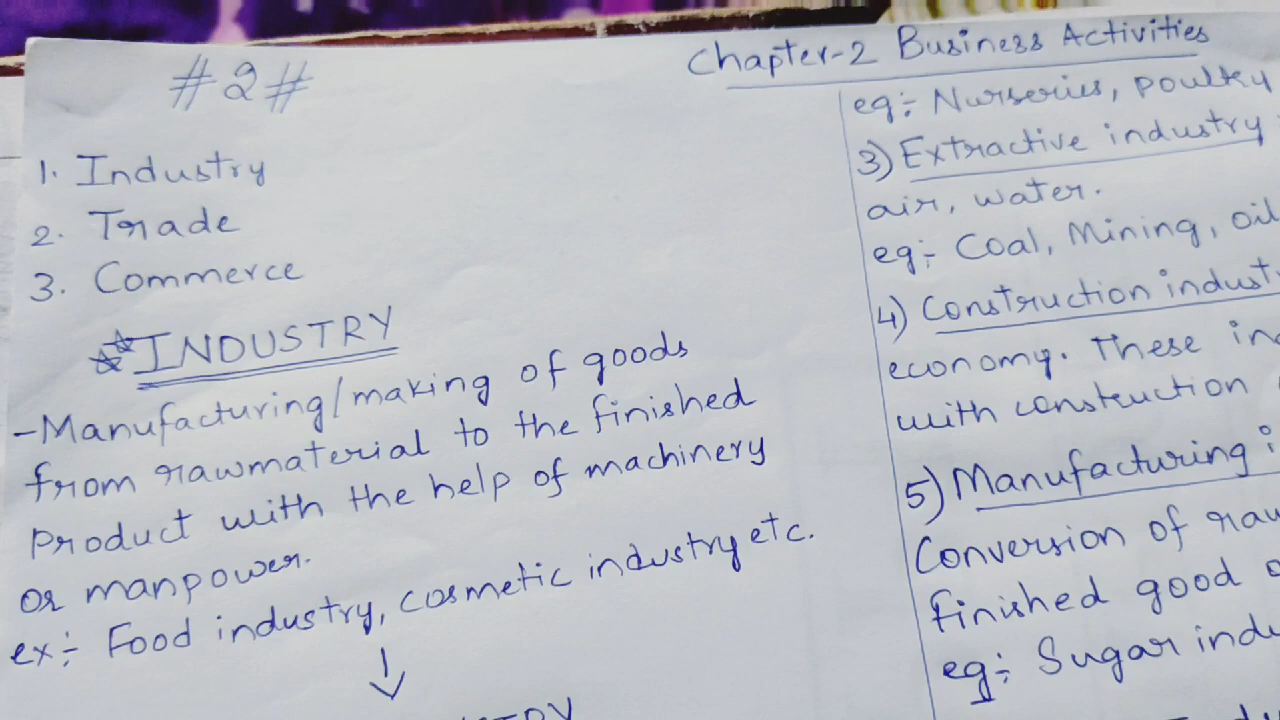 #2#
Chapter-2 Business Activities
1. Industry
2. Trade
3. Commerce
INDUSTRY
-Manufacturing/making of goods
from rawmaterial to the finished
Product with the help of machinery
or manpower.
ex:- Food industry, cosmetic industry etc.
eg:- Nurseries, poultry
3) Extractive industry
air, water.
eg:- Coal, Mining, oil
4) Construction
economy. These
with construction
5) Manufacturing:
Conversion of
finished good
eg:- Sugar